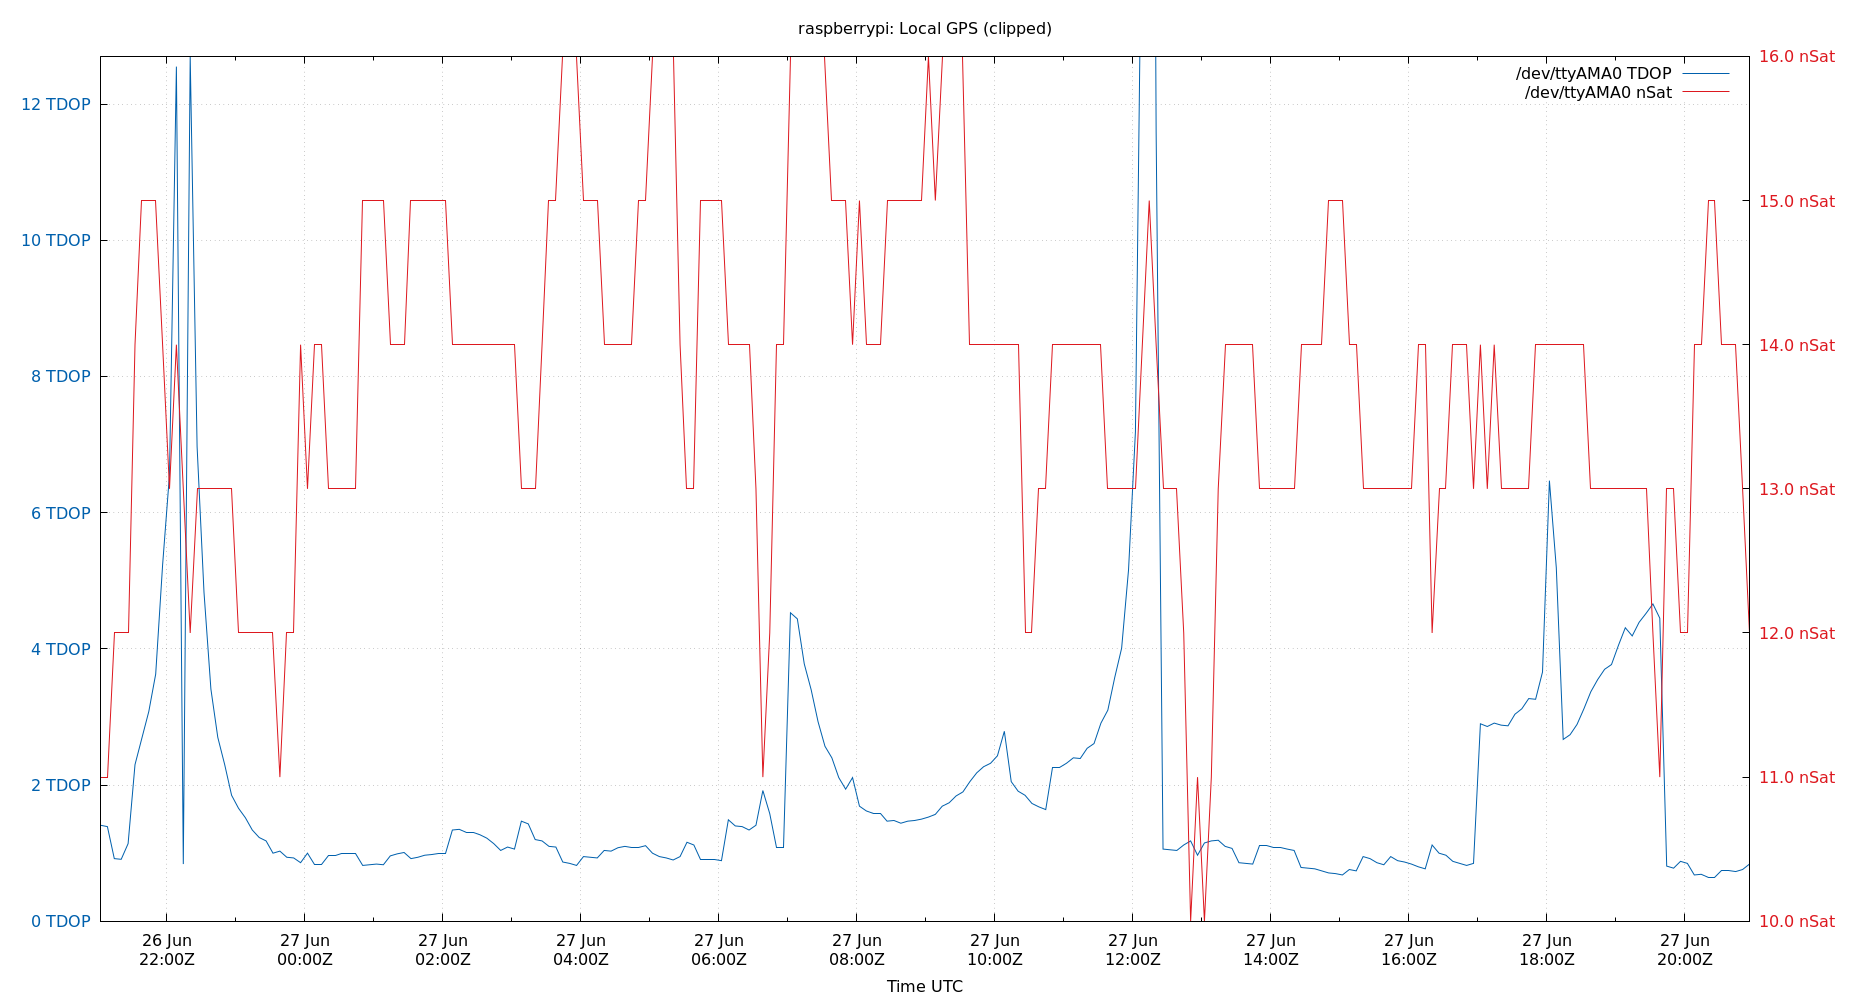 raspberrypi: Local GPS (clipped)
/dev/ttyAMA0 TDOP
/dev/ttyAMA0 nSat
12 TDOP
10 TDOP
8 TDOP
6 TDOP
4 TDOP
2 TDOP
0 TDOP
16.0 nSat
15.0 nSat
14.0 nSat
13.0 nSat
12.0 nSat
11.0 nSat
10.0 nSat
26 Jun
22:00Z
27 Jun
00:00Z
27 Jun
02:00Z
27 Jun
04:00Z
27 Jun
06:00Z
27 Jun
08:00Z
27 Jun
10:00Z
27 Jun
12:00Z
27 Jun
14:00Z
27 Jun
16:00Z
27 Jun
18:00Z
27 Jun
20:00Z
Time UTC